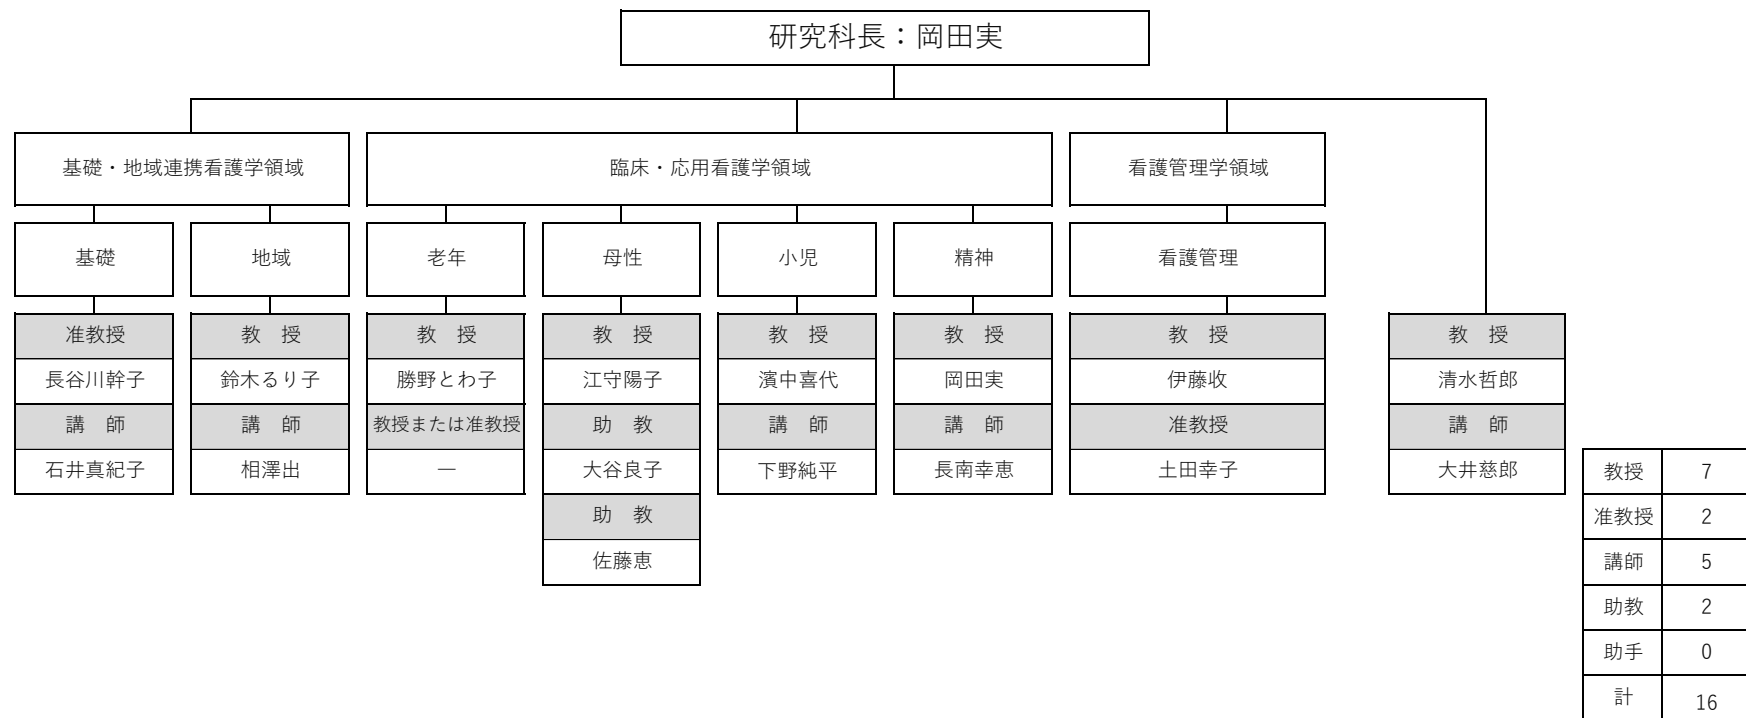 研究科長：岡田実
基礎・地域連携看護学領域
臨床・応用看護学領域
看護管理学領域
基礎
地域
老年
母性
小児
精神
看護管理
准教授
長谷川幹子
講　師
石井真紀子
教　授
鈴木るり子
講　師
相澤出
教　授
勝野とわ子
教授または准教授
―
教　授
江守陽子
助　教
大谷良子
助　教
佐藤恵
教　授
濱中喜代
講　師
下野純平
教　授
岡田実
講　師
長南幸恵
教　授
伊藤收
准教授
土田幸子
教　授
清水哲郎
講　師
大井慈郎
教授 7
准教授 2
講師 5
助教 2
助手 0
計 16